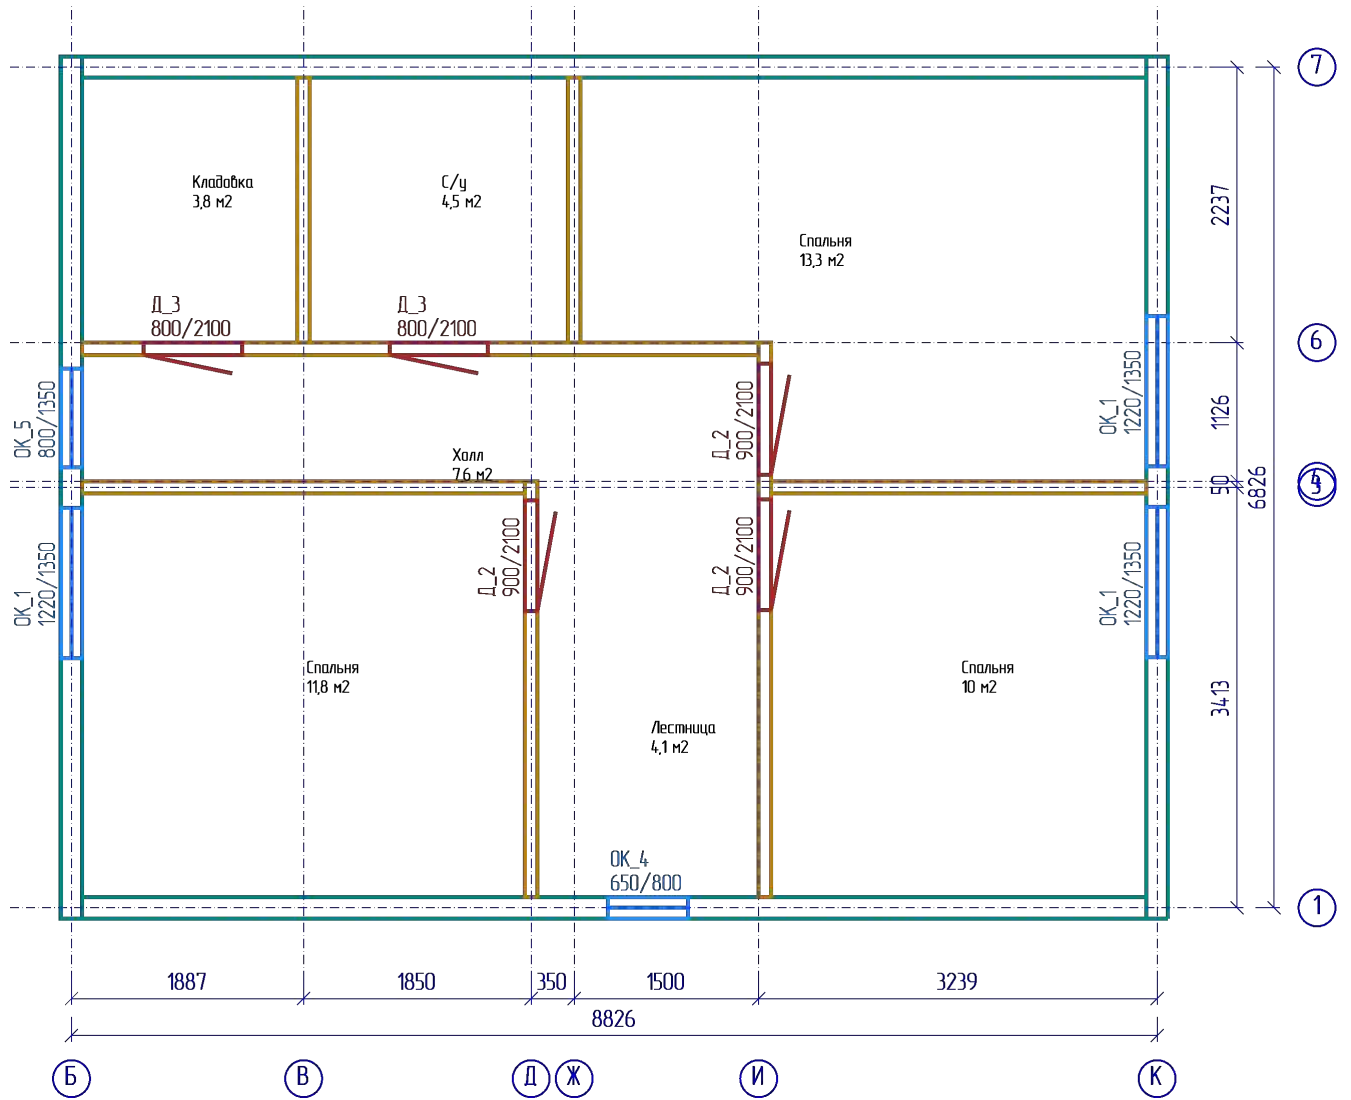 7
Кладовка
3,8 м2
С/у
4,5 м2
2237
Спальня
13,3 м2
Д_3
800/2100
Д_3
800/2100
6
ОК_5
800/1350
Д_2
900/2100
ОК_1
1220/1350
1126
Холл
7,6 м2
50
6826
ОК_1
1220/1350
Д_2
900/2100
Д_2
900/2100
ОК_1
1220/1350
Спальня
11,8 м2
Спальня
10 м2
3413
Лестница
4,1 м2
ОК_4
650/800
1
1887
1850
350
1500
3239
8826
Б
В
Д
Ж
И
К